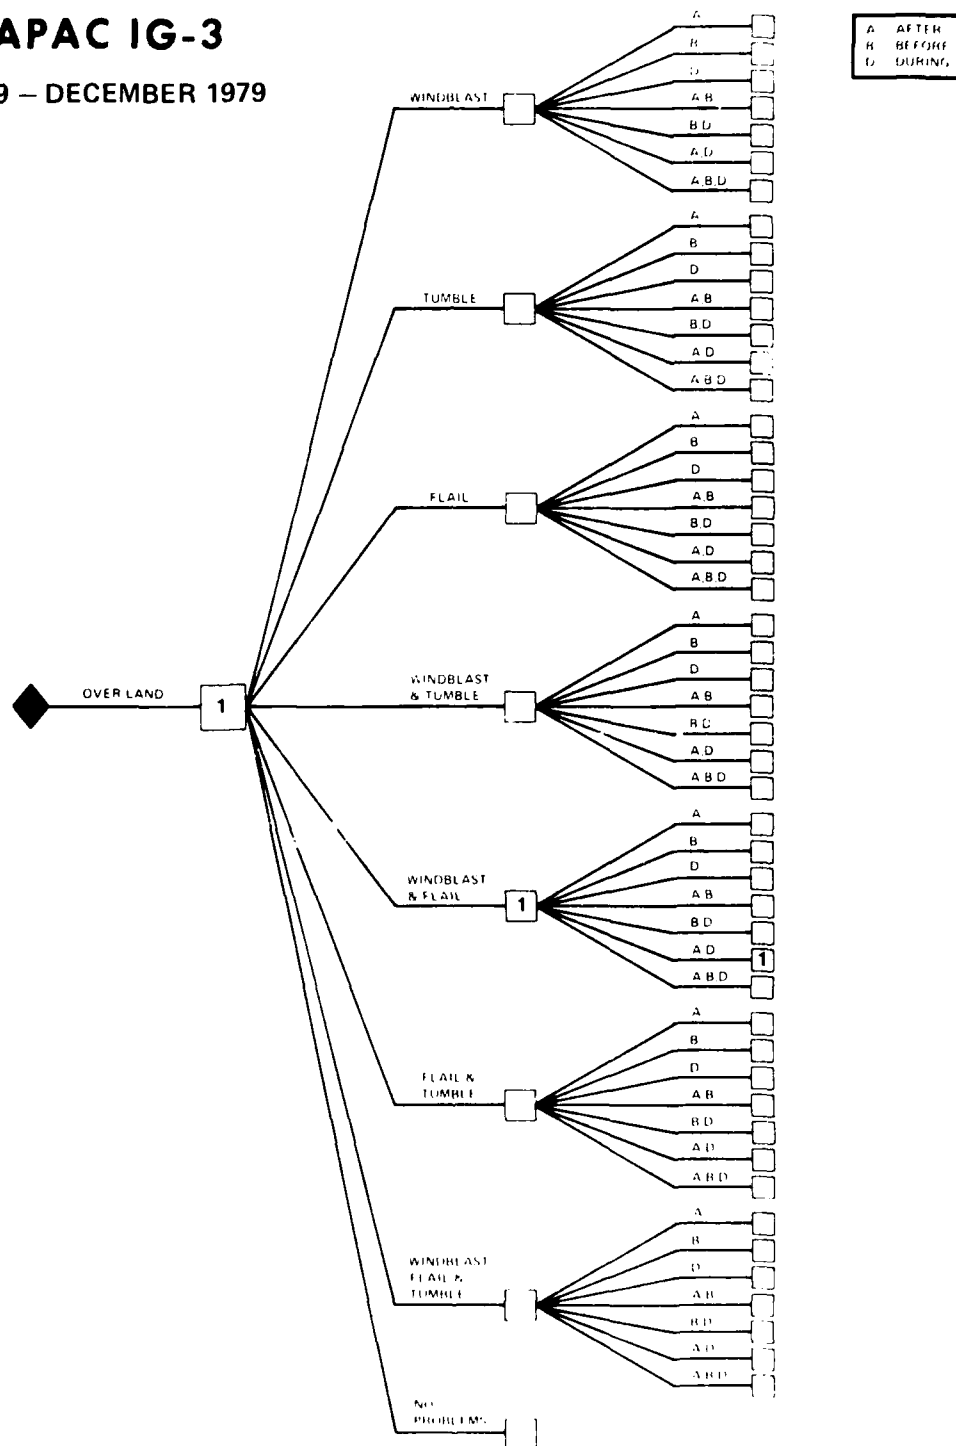 APAC IG-3
9 – DECEMBER 1979
A AFTER
B BEFORE
D DURING
WINDBLAST
A
B
D
A,B
B,D
A,D
A,B,D
TUMBLE
A
B
D
A,B
B,D
A,D
A,B,D
FLAIL
A
B
D
A,B
B,D
A,D
A,B,D
OVER LAND
1
WINDBLAST
& TUMBLE
A
B
D
A,B
B,D
A,D
A,B,D
WINDBLAST
& FLAIL
1
A
B
D
A,B
B,D
A,D
1
A,B,D
FLAIL &
TUMBLE
A
B
D
A,B
B,D
A,D
A,B,D
WINDBLAST
FLAIL &
TUMBLE
A
B
D
A,B
B,D
A,D
A,B,D
NO
PROBLEMS